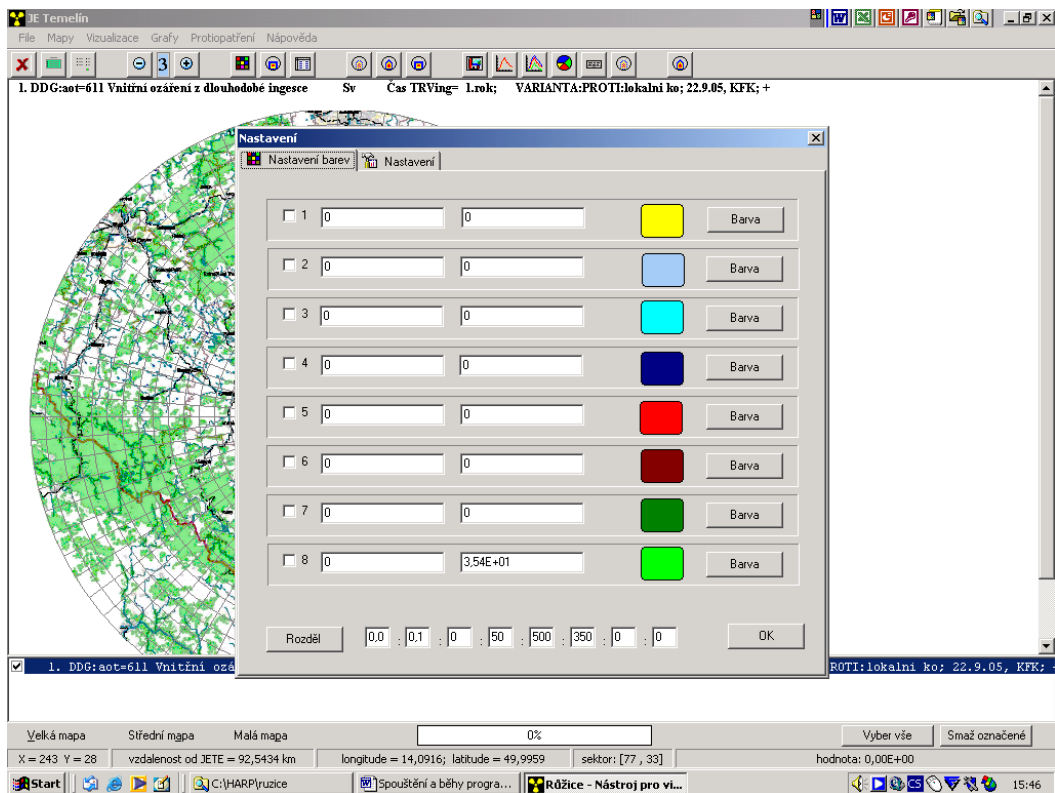 JE Temelín
File Mapy Vizualizace Grafy Protiopatření Nápověda
3
1. DDG:aot=611 Vnitřní ozáření z dlouhodobé ingesce Sv Čas TRVing= 1.rok; VARIANTA:PROTI:lokalni ko; 22.9.05, KFK; +
Nastavení
Nastavení barev Nastavení
1 0 0 Barva
2 0 0 Barva
3 0 0 Barva
4 0 0 Barva
5 0 0 Barva
6 0 0 Barva
7 0 0 Barva
8 0 3,54E+01 Barva
Rozděl 0,0 : 0,1 : 0 : 50 : 500 : 350 : 0 : 0 OK
1. DDG:aot=611 Vnitřní ozá ROTI:lokalni ko; 22.9.05, KFK;
Velká mapa Střední mapa Malá mapa 0% Vyber vše Smaž označené
X = 243 Y = 28 vzdalenost od JETE = 92,5434 km longitude = 14,0916; latitude = 49,9959 sektor: [77 , 33] hodnota: 0,00E+00
Start C:\HARP\ruzice Spouštění a běhy progra... Růžice - Nástroj pro vi... CS 15:46